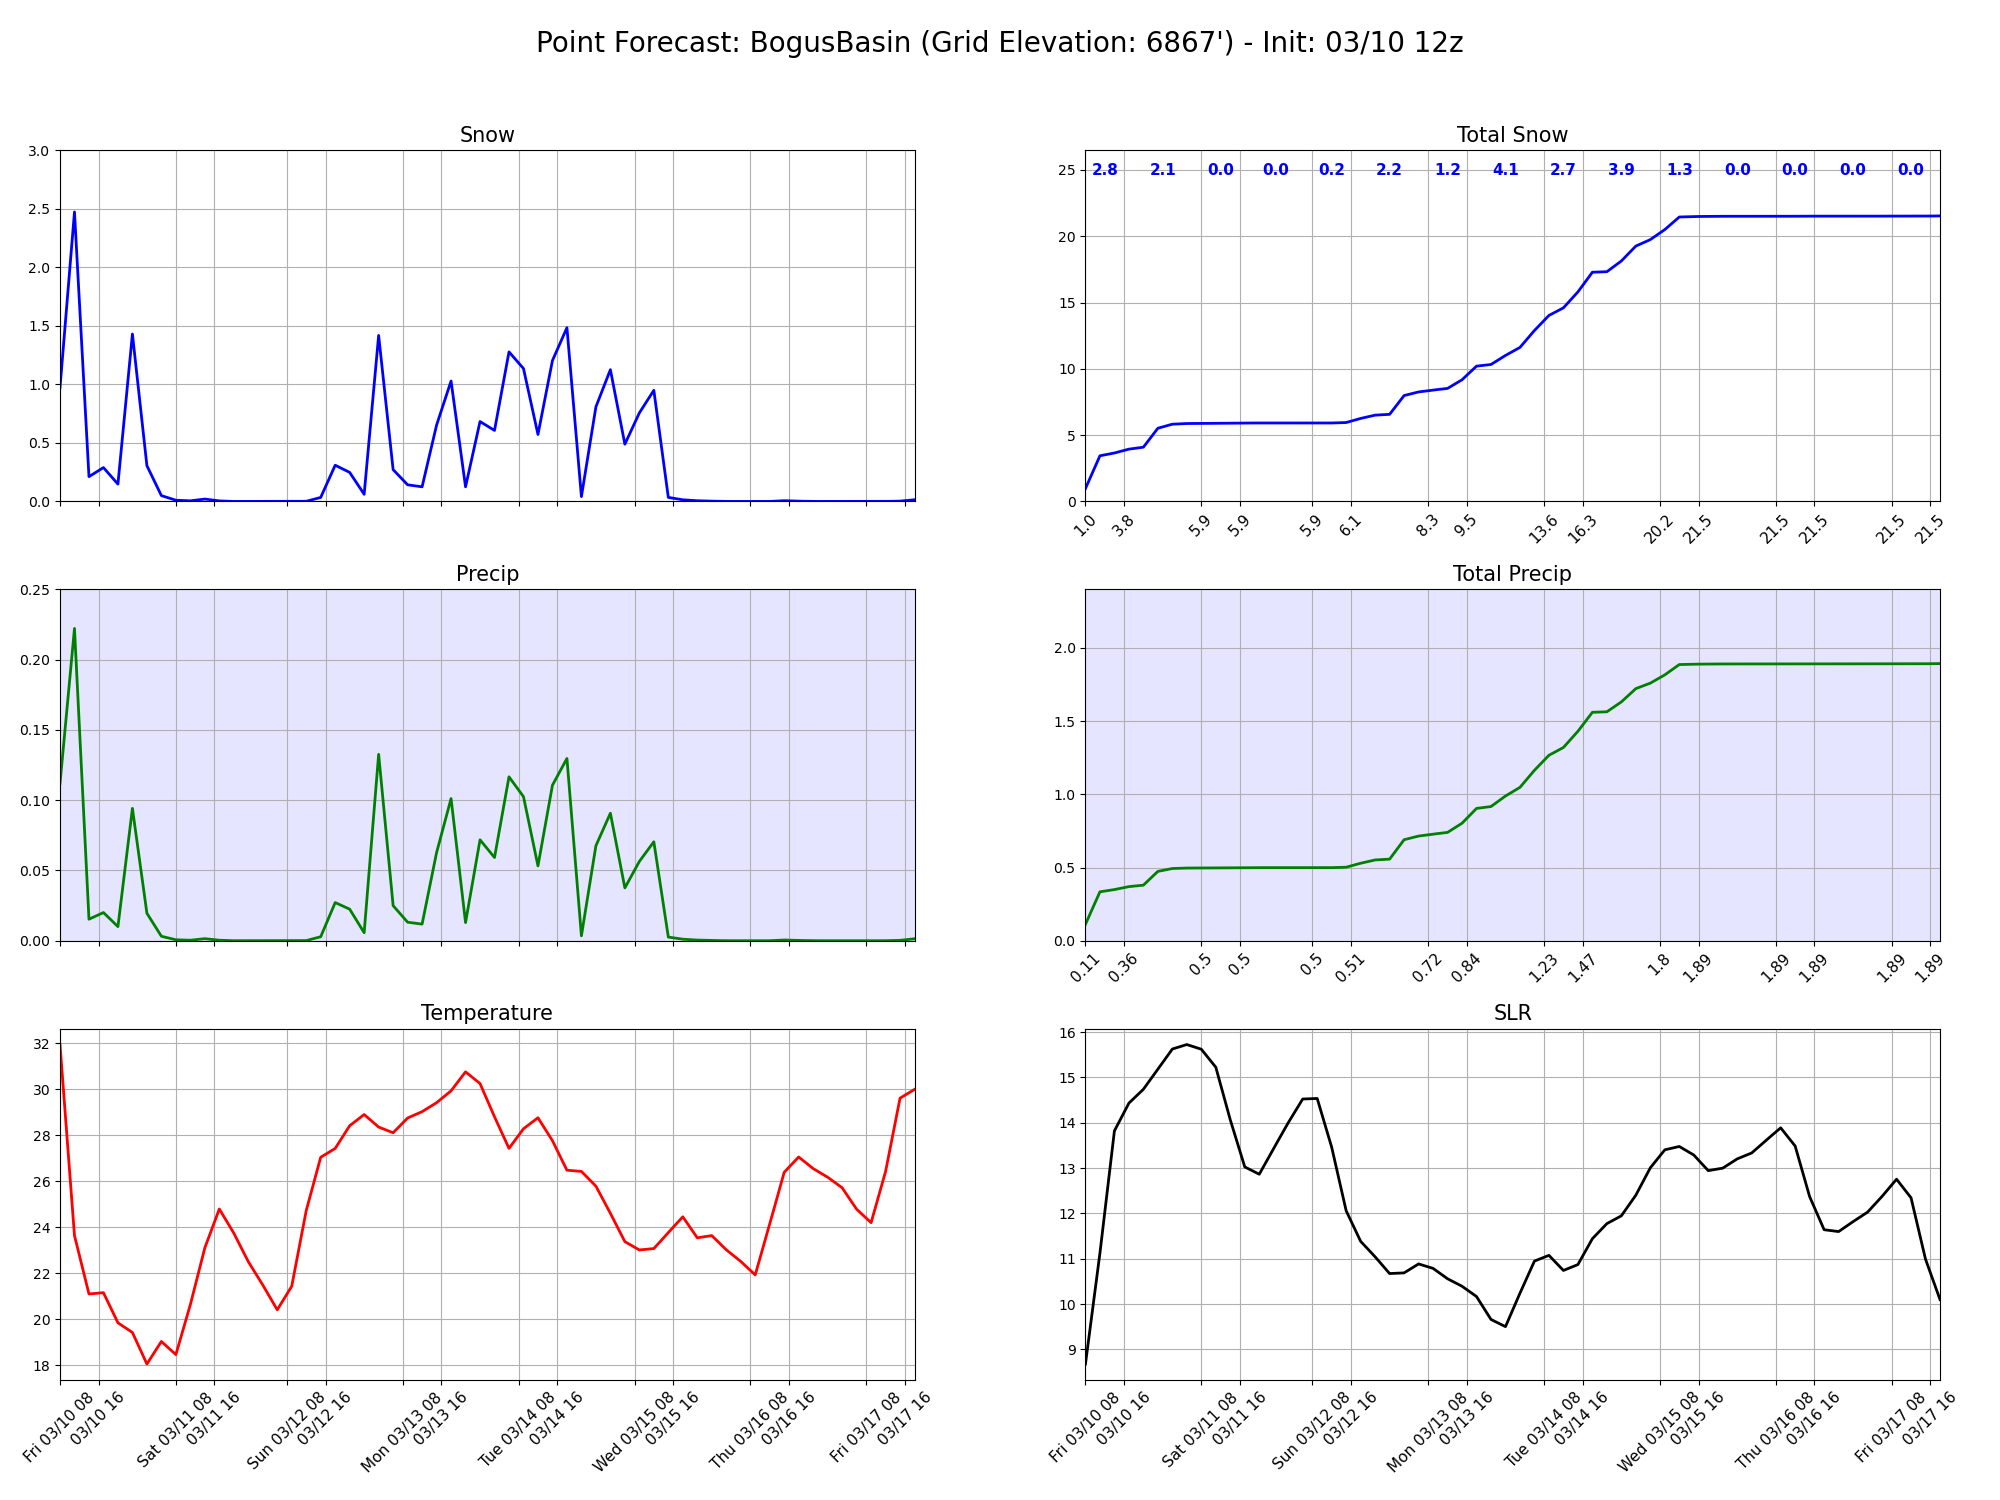 Point Forecast: BogusBasin (Grid Elevation: 6867') - Init: 03/10 12z
Snow
3.0
2.5
2.0
1.5
1.0
0.5
0.0
Total Snow
2.8 2.1 0.0 0.0 0.2 2.2 1.2 4.1 2.7 3.9 1.3 0.0 0.0 0.0 0.0
25
20
15
10
5
0
1.0 3.8 5.9 5.9 5.9 6.1 8.3 9.5 13.6 16.3 20.2 21.5 21.5 21.5 21.5 21.5
Precip
0.25
0.20
0.15
0.10
0.05
0.00
Total Precip
2.0
1.5
1.0
0.5
0.0
0.11 0.36 0.5 0.5 0.5 0.51 0.72 0.84 1.23 1.47 1.8 1.89 1.89 1.89 1.89 1.89
Temperature
32
30
28
26
24
22
20
18
Fri 03/10 08
03/10 16
Sat 03/11 08
03/11 16
Sun 03/12 08
03/12 16
Mon 03/13 08
03/13 16
Tue 03/14 08
03/14 16
Wed 03/15 08
03/15 16
Thu 03/16 08
03/16 16
Fri 03/17 08
03/17 16
SLR
16
15
14
13
12
11
10
9
Fri 03/10 08
03/10 16
Sat 03/11 08
03/11 16
Sun 03/12 08
03/12 16
Mon 03/13 08
03/13 16
Tue 03/14 08
03/14 16
Wed 03/15 08
03/15 16
Thu 03/16 08
03/16 16
Fri 03/17 08
03/17 16